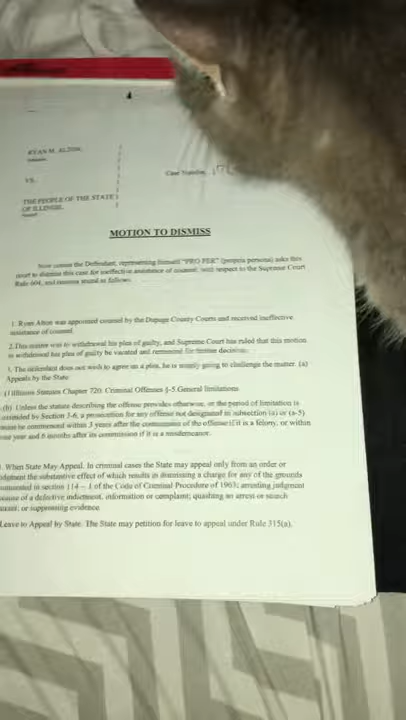 RYAN M. ALTON,
VS.
Case Number,
THE PEOPLE OF THE STATE
OF ILLINOIS,
MOTION TO DISMISS
Now comes the Defendant, representing himself "PRO PER" (propria persona) asks this
court to dismiss this case for ineffective assistance of counsel, with respect to the Supreme Court
Rule 604, and reasons stated as follows
1. Ryan Alton was appointed counsel by the Dupage County Courts and received ineffective
assistance of counsel.
2. This matter was to withdrawal his plea of guilty, and Supreme Court has ruled that this motion
to withdrawal his plea of guilty be vacated and remanded for further decision.
3. The defendant does not wish to agree on a plea, he is simply going to challenge the matter. (a)
Appeals by the State
(Illinois Statues Chapter 720. Criminal Offenses §-5.General limitations
(b) Unless the statute describing the offense provides otherwise, or the period of limitation is
extended by Section 3-6, a prosecution for any offense not designated in subsection (a) or (a-5)
must be commenced within 3 years after the commission of the offense if it is a felony, or within
one year and 6 months after its commission if it is a misdemeanor.
When State May Appeal. In criminal cases the State may appeal only from an order or
judgment the substantive effect of which results in dismissing a charge for any of the grounds
enumerated in section 114 – 1 of the Code of Criminal Procedure of 1963; arresting judgment
because of a defective indictment, information or complaint; quashing an arrest or search
or suppressing evidence
Leave to Appeal by State. The State may petition for leave to appeal under Rule 315(a).